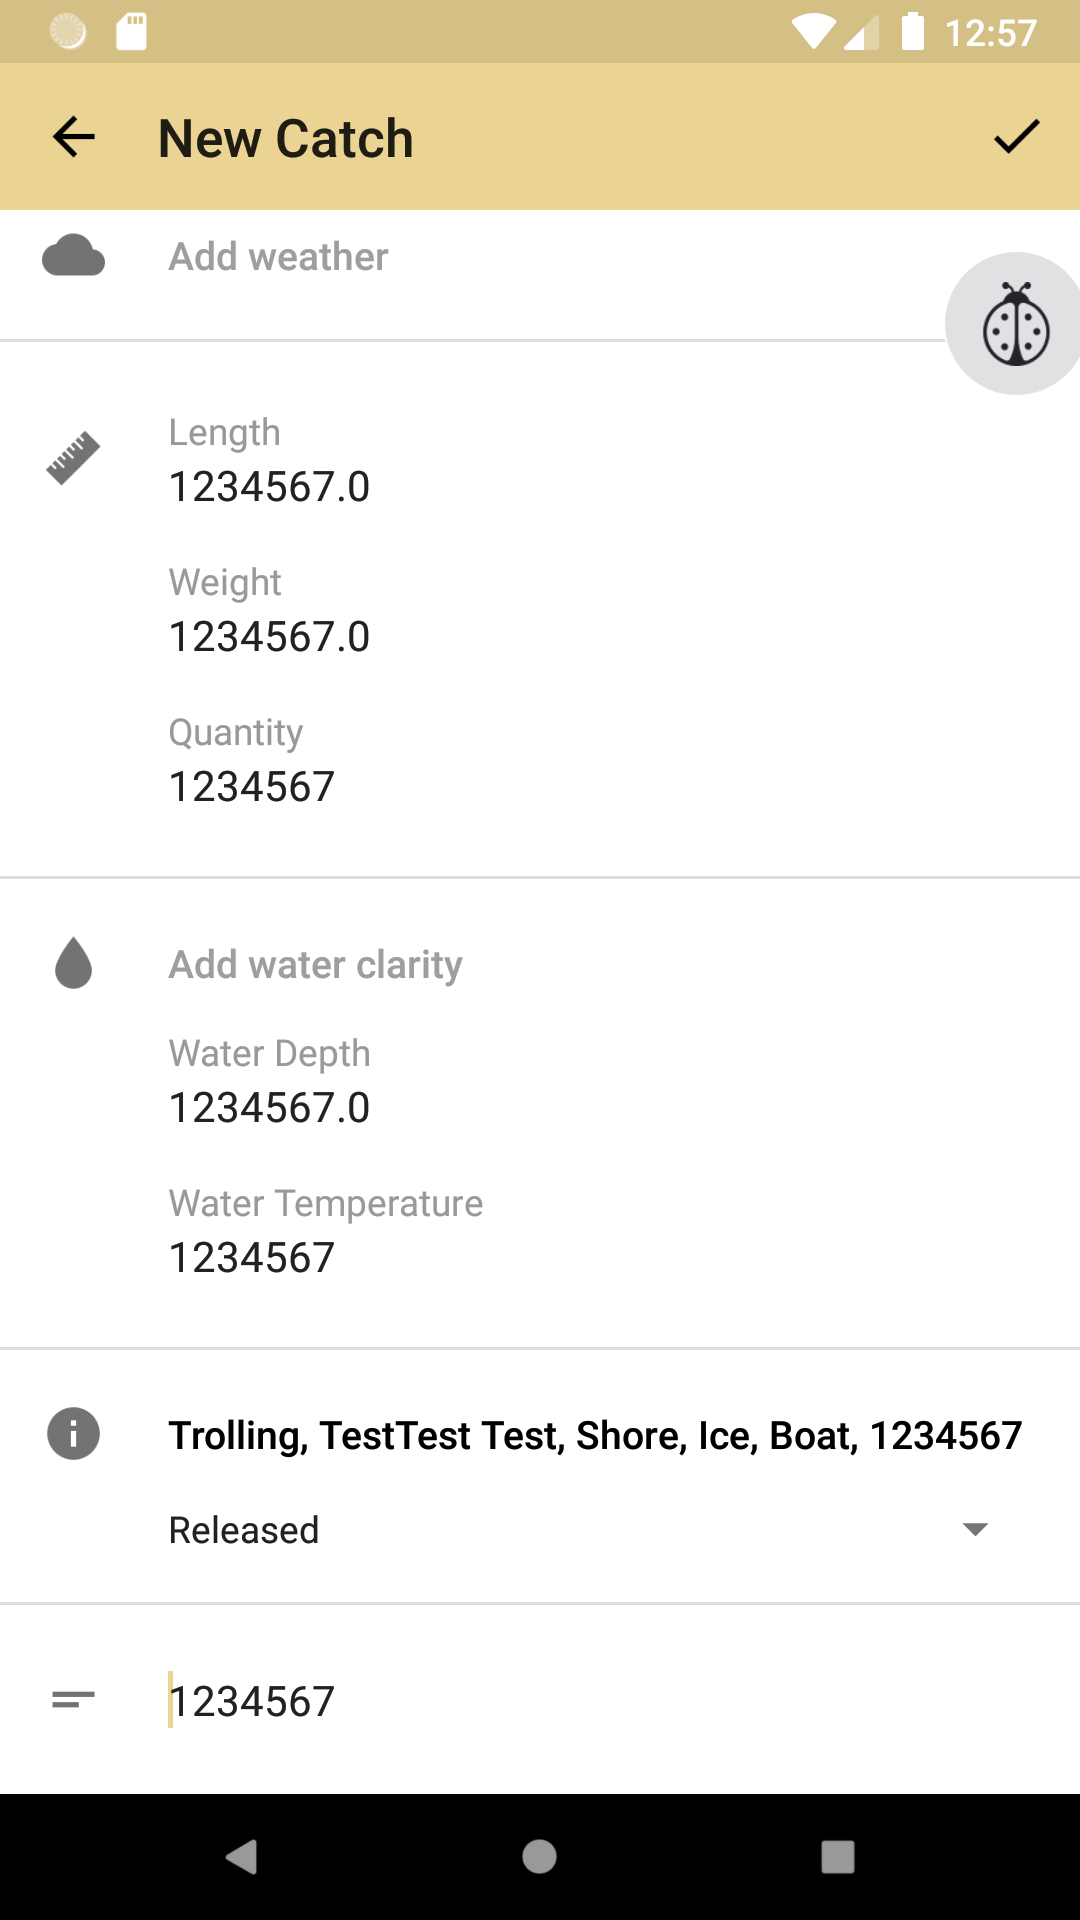 12:57
New Catch
Add weather
Length
1234567.0
Weight
1234567.0
Quantity
1234567
Add water clarity
Water Depth
1234567.0
Water Temperature
1234567
Trolling, TestTest Test, Shore, Ice, Boat, 1234567
Released
1234567